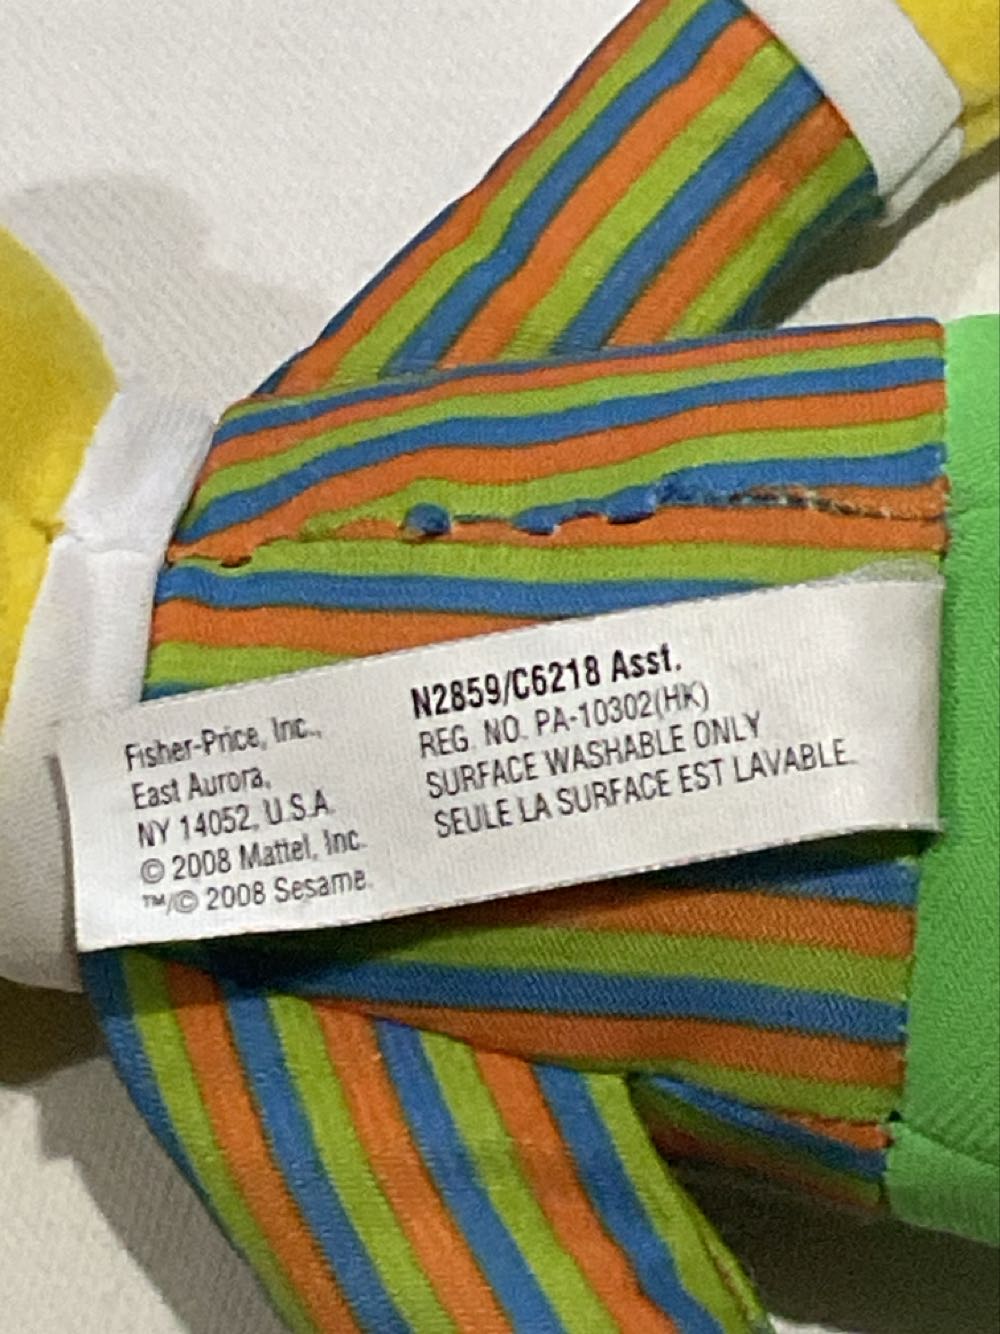 Fisher-Price, Inc.,
East Aurora,
NY 14052, U.S.A.
© 2008 Mattel, Inc.
™/© 2008 Sesame.
N2859/C6218 Asst.
REG. NO. PA-10302(HK)
SURFACE WASHABLE ONLY
SEULE LA SURFACE EST LAVABLE.